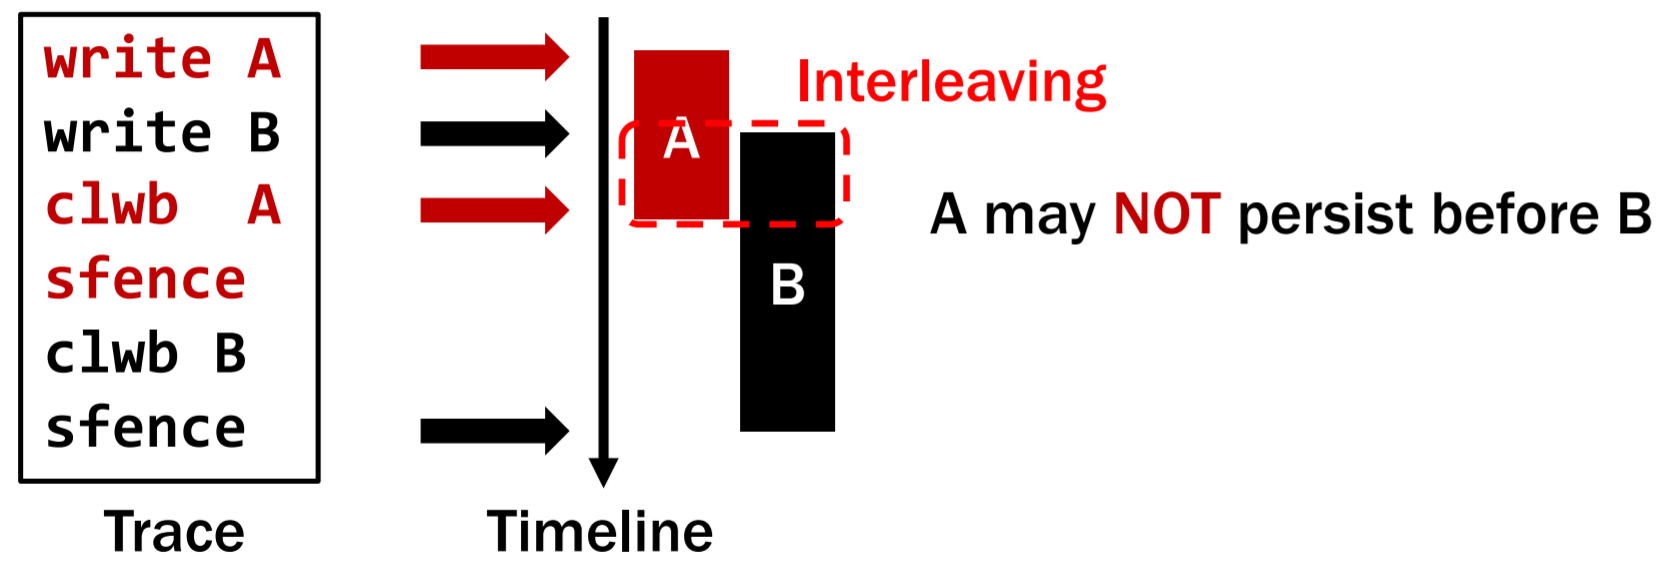 write A
write B
clwb  A
sfence
clwb B
sfence
Trace
Timeline
A
B
Interleaving
A may NOT persist before B